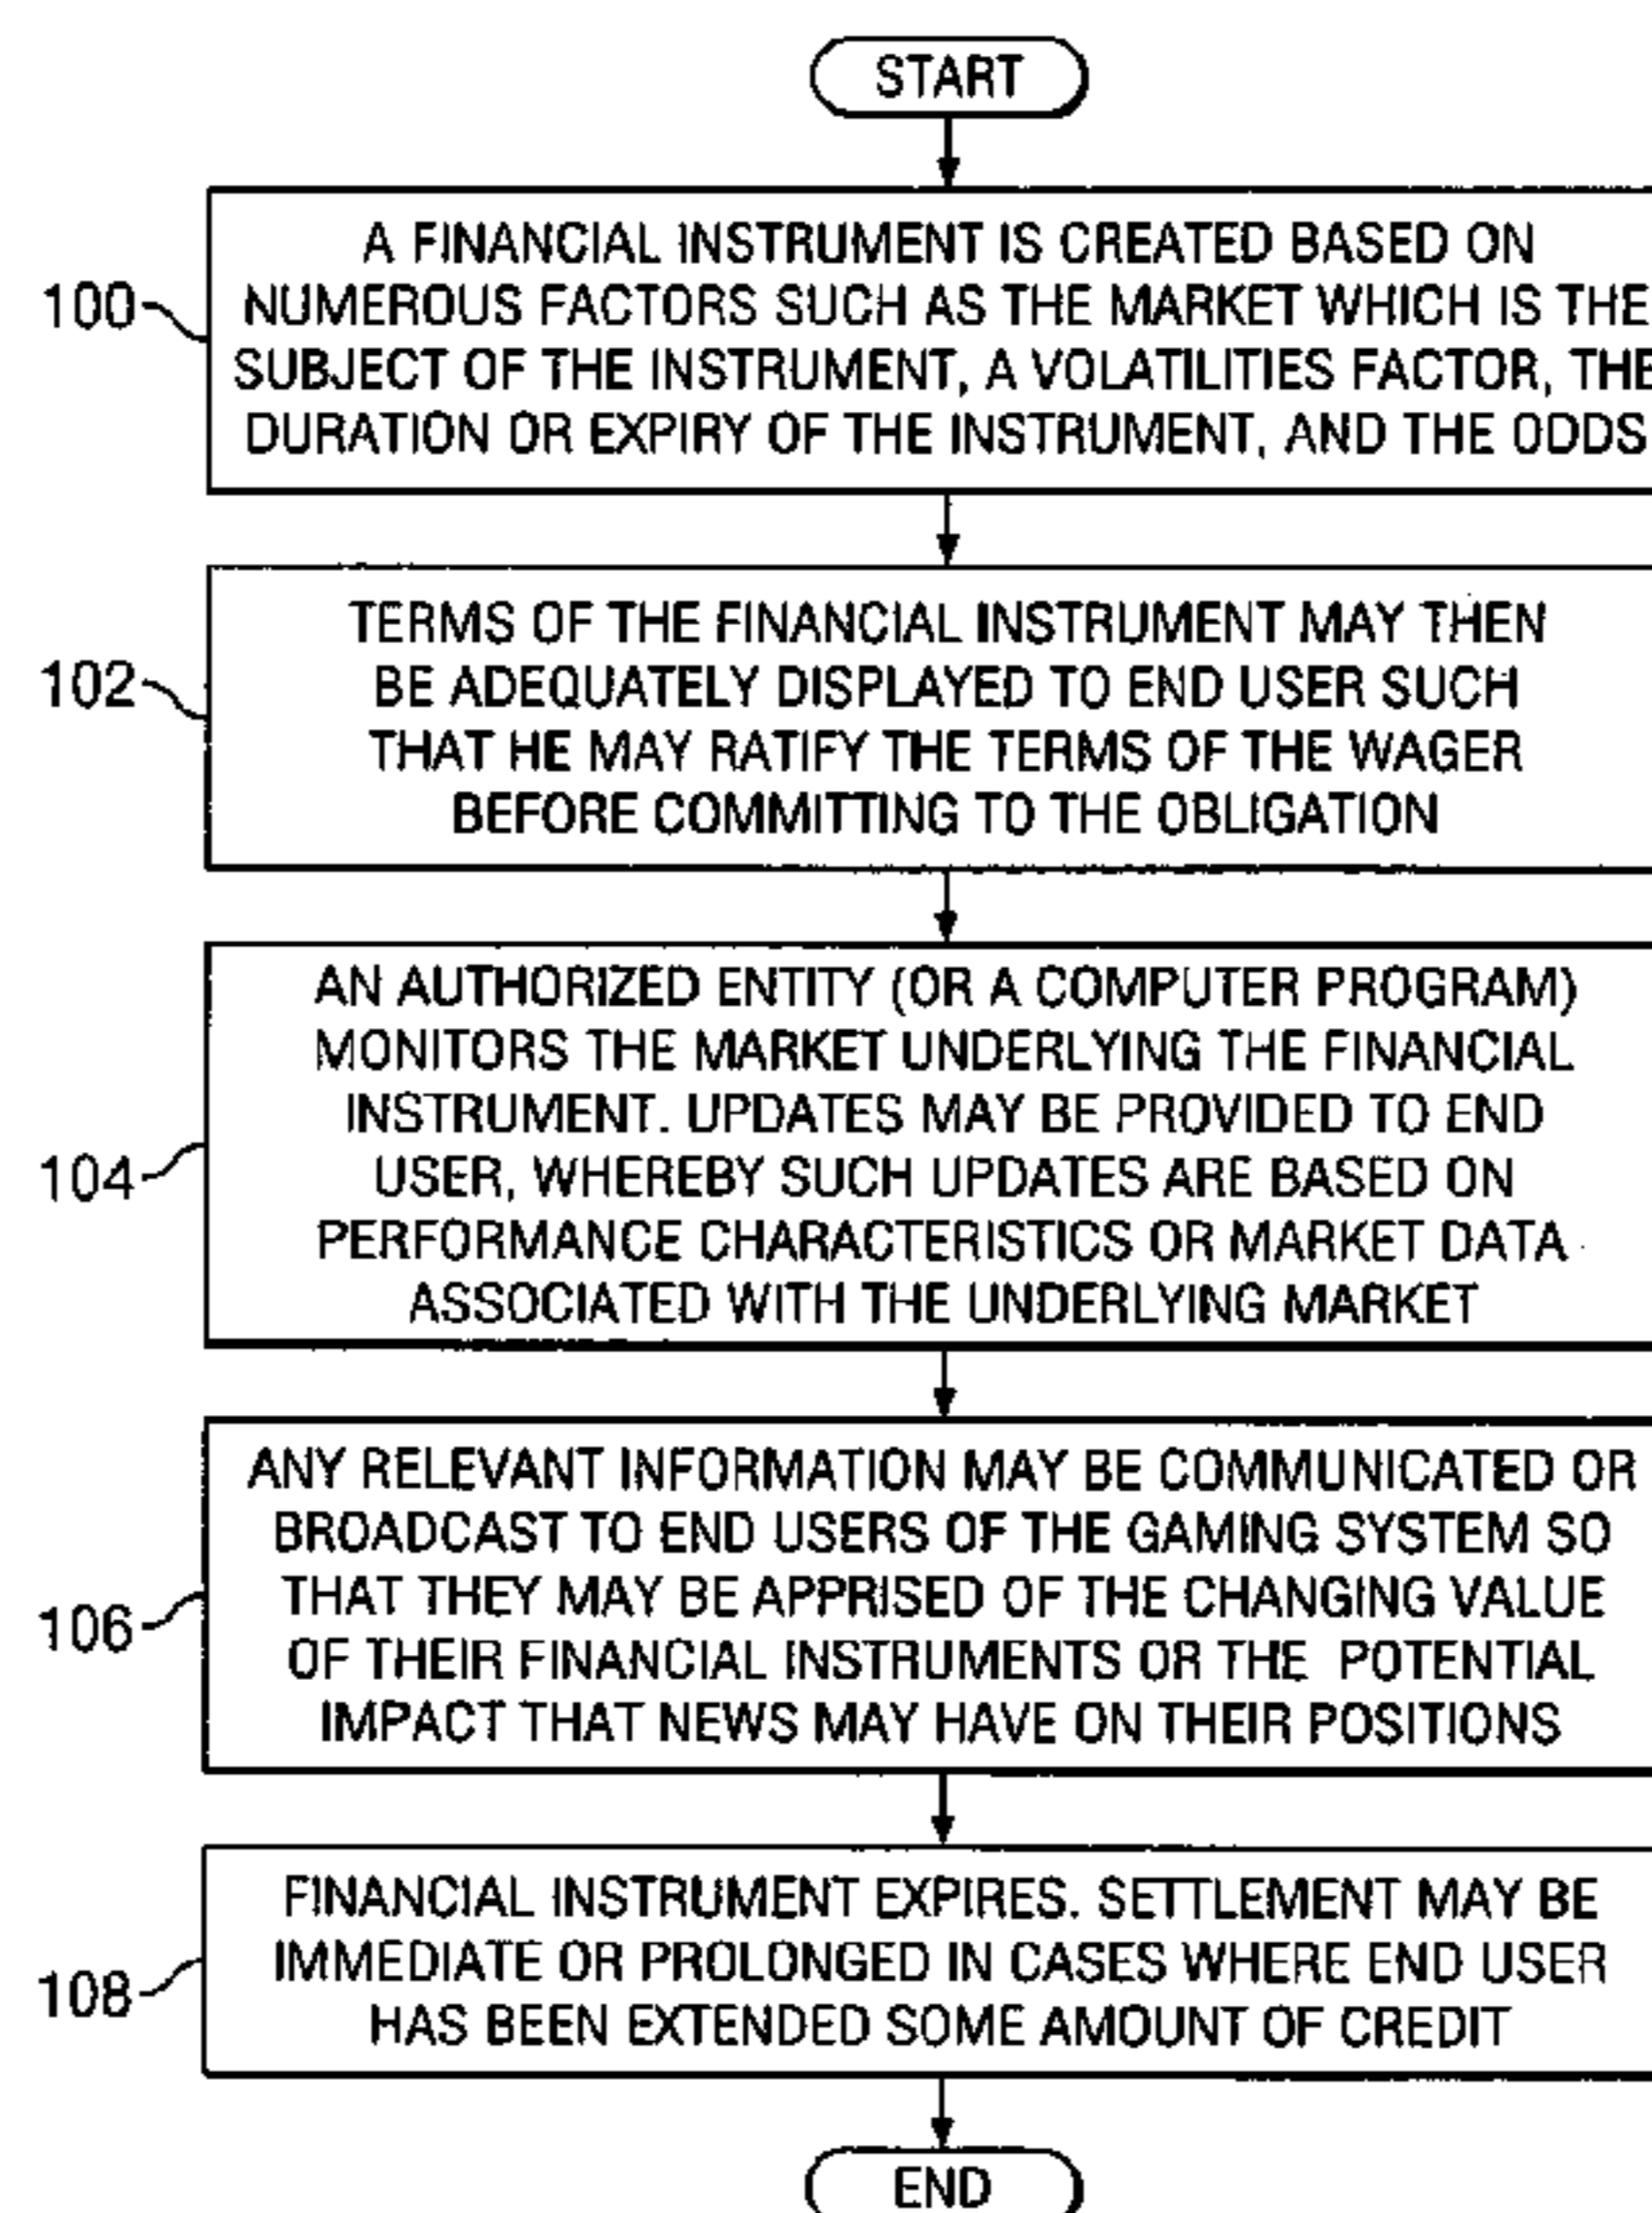 START
A FINANCIAL INSTRUMENT IS CREATED BASED ON
100
NUMEROUS FACTORS SUCH AS THE MARKET WHICH IS THE
SUBJECT OF THE INSTRUMENT, A VOLATILITIES FACTOR, THE
DURATION OR EXPIRY OF THE INSTRUMENT, AND THE ODDS
TERMS OF THE FINANCIAL INSTRUMENT MAY THEN
102
BE ADEQUATELY DISPLAYED TO END USER SUCH
THAT HE MAY RATIFY THE TERMS OF THE WAGER
BEFORE COMMITTING TO THE OBLIGATION
AN AUTHORIZED ENTITY (OR A COMPUTER PROGRAM)
MONITORS THE MARKET UNDERLYING THE FINANCIAL
INSTRUMENT. UPDATES MAY BE PROVIDED TO END
104
USER, WHEREBY SUCH UPDATES ARE BASED ON
PERFORMANCE CHARACTERISTICS OR MARKET DATA
ASSOCIATED WITH THE UNDERLYING MARKET
ANY RELEVANT INFORMATION MAY BE COMMUNICATED OR
BROADCAST TO END USERS OF THE GAMING SYSTEM SO
THAT THEY MAY BE APPRISED OF THE CHANGING VALUE
106
OF THEIR FINANCIAL INSTRUMENTS OR THE POTENTIAL
IMPACT THAT NEWS MAY HAVE ON THEIR POSITIONS
FINANCIAL INSTRUMENT EXPIRES. SETTLEMENT MAY BE
IMMEDIATE OR PROLONGED IN CASES WHERE END USER
108
HAS BEEN EXTENDED SOME AMOUNT OF CREDIT
END